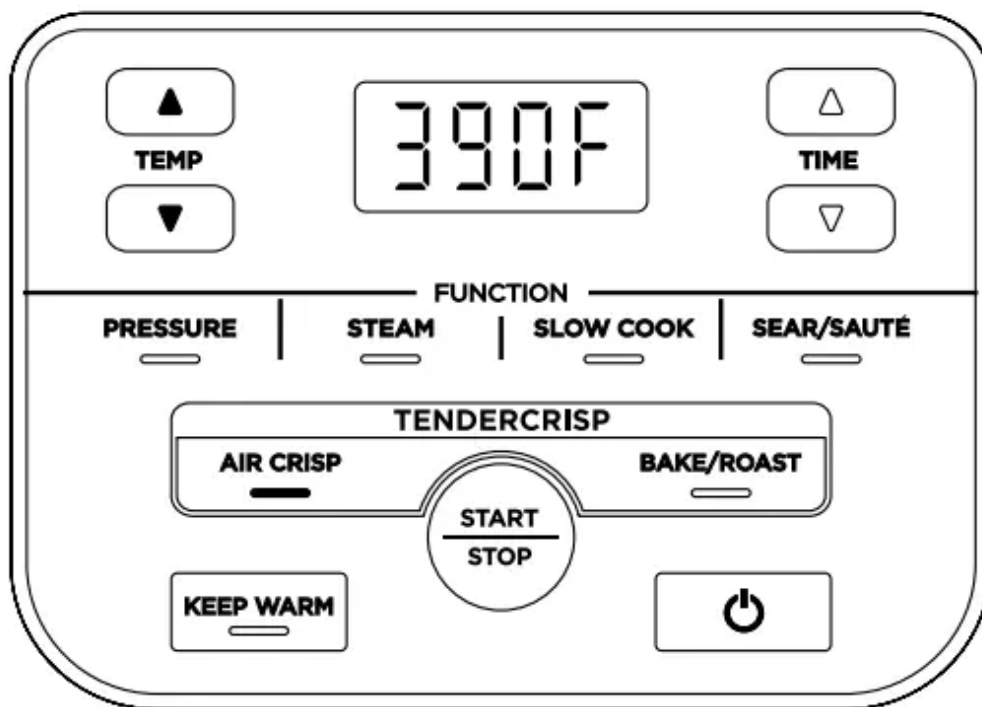 390F
TEMP
TIME
FUNCTION
PRESSURE
STEAM
SLOW COOK
SEAR/SAUTÉ
TENDERCRISP
AIR CRISP
BAKE/ROAST
START
STOP
KEEP WARM